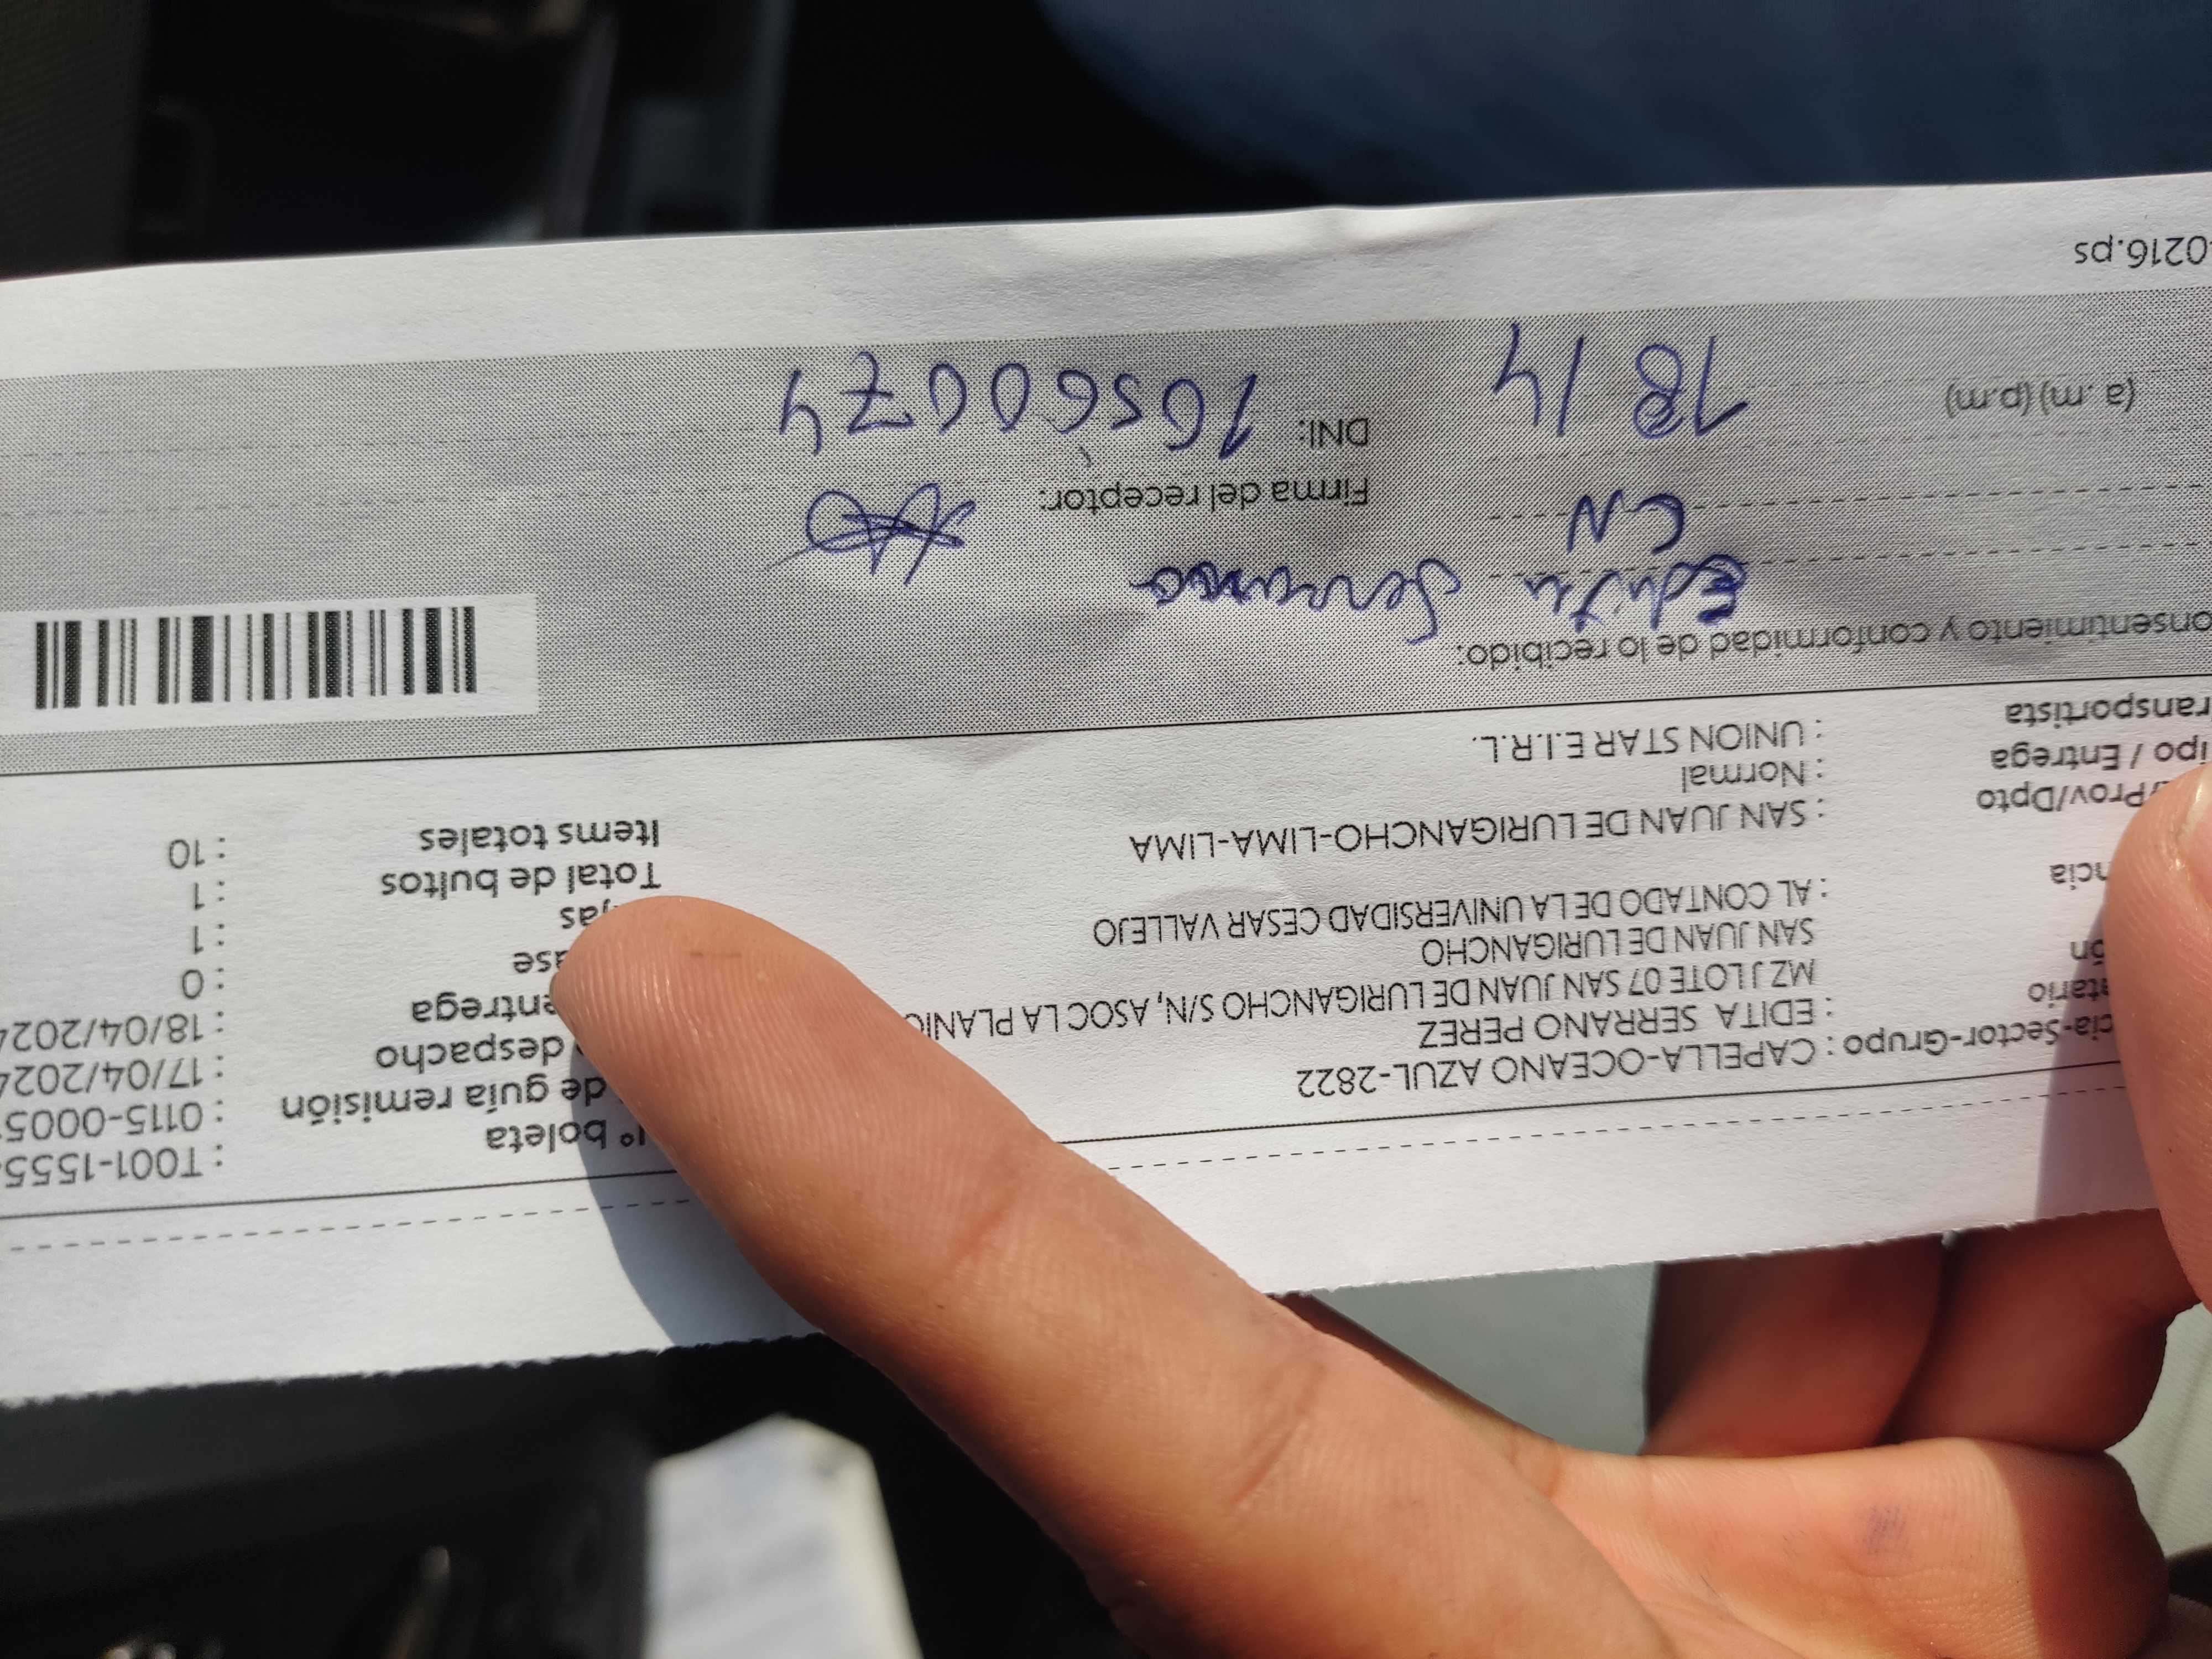 N° boleta : T001-1555
de guía remisión : 0115-0005
despacho : 17/04/2024
entrega : 18/04/2024
ase : 0
jas : 1
Total de bultos : 1
Items totales : 10
cia-Sector-Grupo : CAPELLA-OCEANO AZUL-2822
atario : EDITA SERRANO PEREZ
ón MZ J LOTE 07 SAN JUAN DE LURIGANCHO S/N, ASOC LA PLANIC
SAN JUAN DE LURIGANCHO
ncia : AL CONTADO DE LA UNIVERSIDAD CESAR VALLEJO
/Prov/Dpto : SAN JUAN DE LURIGANCHO-LIMA-LIMA
ipo / Entrega : Normal
ransportista : UNION STAR E.I.R.L.
onsentimiento y conformidad de lo recibido:
Edita Serrano
CN
Firma del receptor:
(a. m) (p.m) 18 14
DNI: 10560074
0216.ps